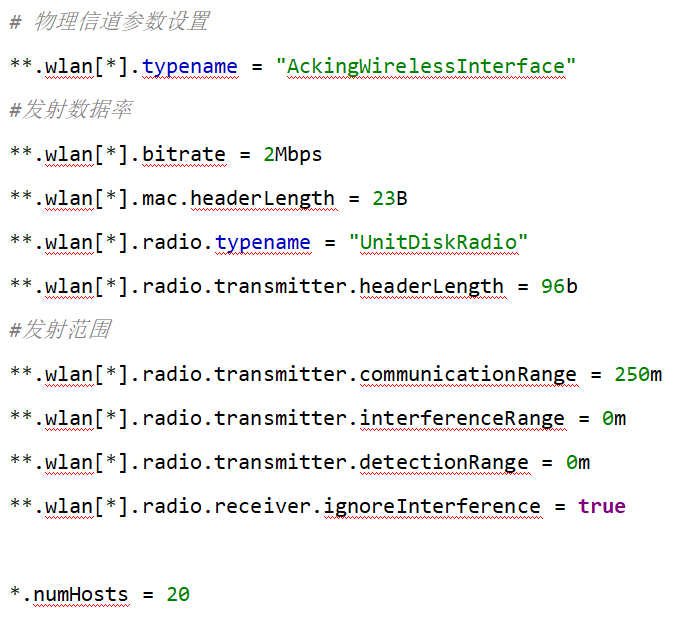 # 物理信道参数设置
**.wlan[*].typename = "AckingWirelessInterface"
#发射数据率
**.wlan[*].bitrate = 2Mbps
**.wlan[*].mac.headerLength = 23B
**.wlan[*].radio.typename = "UnitDiskRadio"
**.wlan[*].radio.transmitter.headerLength = 96b
#发射范围
**.wlan[*].radio.transmitter.communicationRange = 250m
**.wlan[*].radio.transmitter.interferenceRange = 0m
**.wlan[*].radio.transmitter.detectionRange = 0m
**.wlan[*].radio.receiver.ignoreInterference = true
*.numHosts = 20